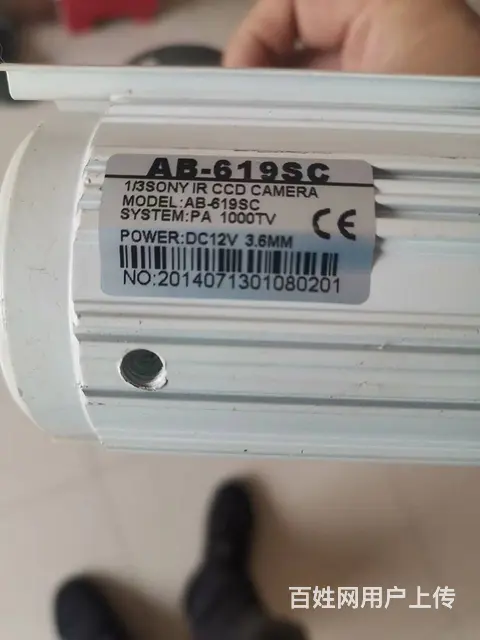 AB-619SC
1/3SONY IR CCD CAMERA
MODEL:AB-619SC
SYSTEM:PA 1000TV
CE
POWER:DC12V 3.6MM
NO:2014071301080201
百姓网用户上传